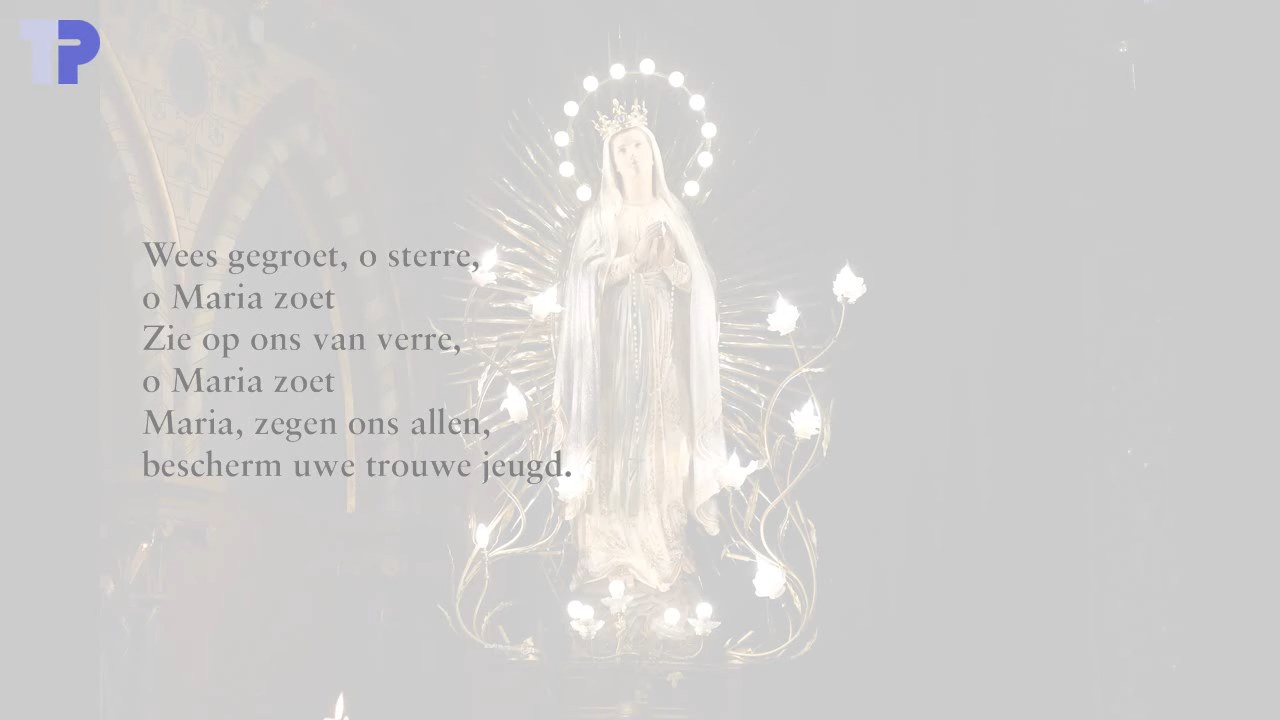 TP
Wees gegroet, o sterre,
o Maria zoet
Zie op ons van verre,
o Maria zoet
Maria, zegen ons allen,
bescherm uwe trouwe jeugd.